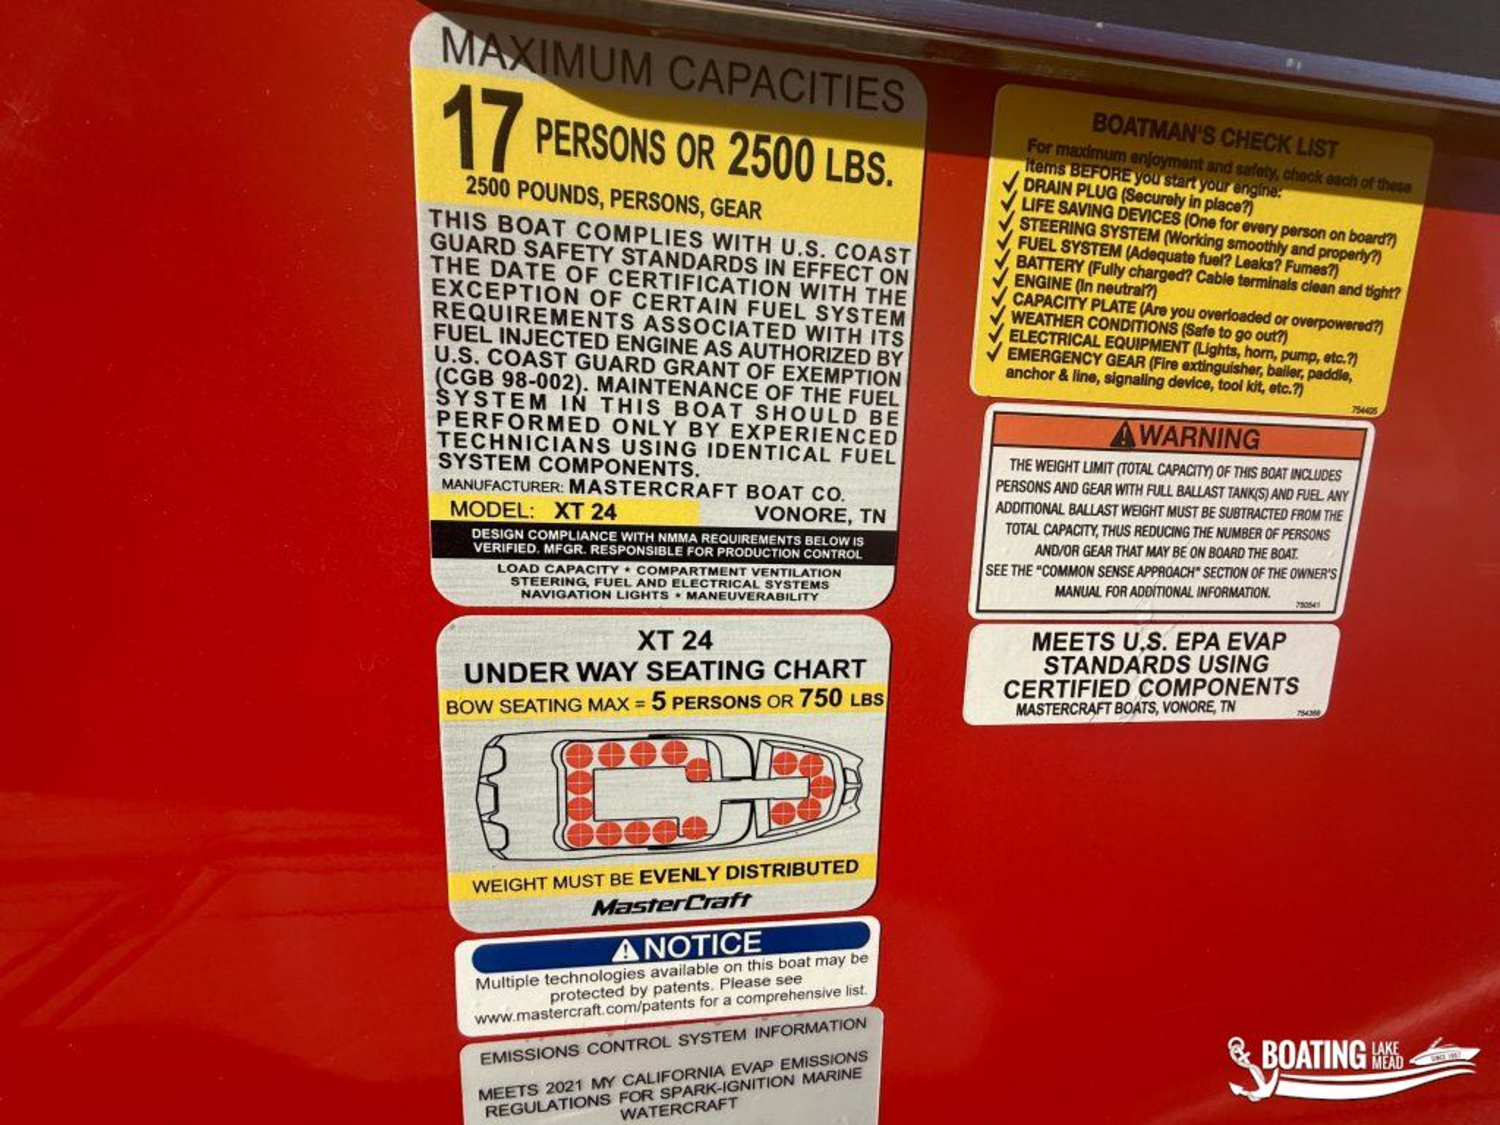 MAXIMUM CAPACITIES
17 PERSONS OR 2500 LBS.
2500 POUNDS, PERSONS, GEAR
THIS BOAT COMPLIES WITH U.S. COAST
GUARD SAFETY STANDARDS IN EFFECT ON
THE DATE OF CERTIFICATION WITH THE
EXCEPTION OF CERTAIN FUEL SYSTEM
REQUIREMENTS ASSOCIATED WITH ITS
FUEL INJECTED ENGINE AS AUTHORIZED BY
U.S. COAST GUARD GRANT OF EXEMPTION
(CGB 98-002). MAINTENANCE OF THE FUEL
SYSTEM IN THIS BOAT SHOULD BE
PERFORMED ONLY BY EXPERIENCED
TECHNICIANS USING IDENTICAL FUEL
SYSTEM COMPONENTS.
MANUFACTURER: MASTERCRAFT BOAT CO.
MODEL: XT 24 VONORE, TN
DESIGN COMPLIANCE WITH NMMA REQUIREMENTS BELOW IS
VERIFIED. MFGR. RESPONSIBLE FOR PRODUCTION CONTROL
LOAD CAPACITY • COMPARTMENT VENTILATION
STEERING, FUEL AND ELECTRICAL SYSTEMS
NAVIGATION LIGHTS • MANEUVERABILITY
XT 24
UNDER WAY SEATING CHART
BOW SEATING MAX = 5 PERSONS OR 750 LBS
WEIGHT MUST BE EVENLY DISTRIBUTED
MasterCraft
NOTICE
Multiple technologies available on this boat may be
protected by patents. Please see
www.mastercraft.com/patents for a comprehensive list.
EMISSIONS CONTROL SYSTEM INFORMATION
MEETS 2021 MY CALIFORNIA EVAP EMISSIONS
REGULATIONS FOR SPARK-IGNITION MARINE
WATERCRAFT
BOATMAN'S CHECK LIST
For maximum enjoyment and safety, check each of these
items BEFORE you start your engine:
✓ DRAIN PLUG (Securely in place?)
✓ LIFE SAVING DEVICES (One for every person on board?)
✓ STEERING SYSTEM (Working smoothly and properly?)
✓ FUEL SYSTEM (Adequate fuel? Leaks? Fumes?)
✓ BATTERY (Fully charged? Cable terminals clean and tight?
✓ ENGINE (In neutral?)
✓ CAPACITY PLATE (Are you overloaded or overpowered?)
✓ WEATHER CONDITIONS (Safe to go out?)
✓ ELECTRICAL EQUIPMENT (Lights, horn, pump, etc.?)
✓ EMERGENCY GEAR (Fire extinguisher, bailer, paddle,
anchor & line, signaling device, tool kit, etc.?)
754405
WARNING
THE WEIGHT LIMIT (TOTAL CAPACITY) OF THIS BOAT INCLUDES
PERSONS AND GEAR WITH FULL BALLAST TANK(S) AND FUEL. ANY
ADDITIONAL BALLAST WEIGHT MUST BE SUBTRACTED FROM THE
TOTAL CAPACITY, THUS REDUCING THE NUMBER OF PERSONS
AND/OR GEAR THAT MAY BE ON BOARD THE BOAT.
SEE THE "COMMON SENSE APPROACH" SECTION OF THE OWNER'S
MANUAL FOR ADDITIONAL INFORMATION.
750541
MEETS U.S. EPA EVAP
STANDARDS USING
CERTIFIED COMPONENTS
MASTERCRAFT BOATS, VONORE, TN
BOATING LAKE MEAD
SINCE 1957